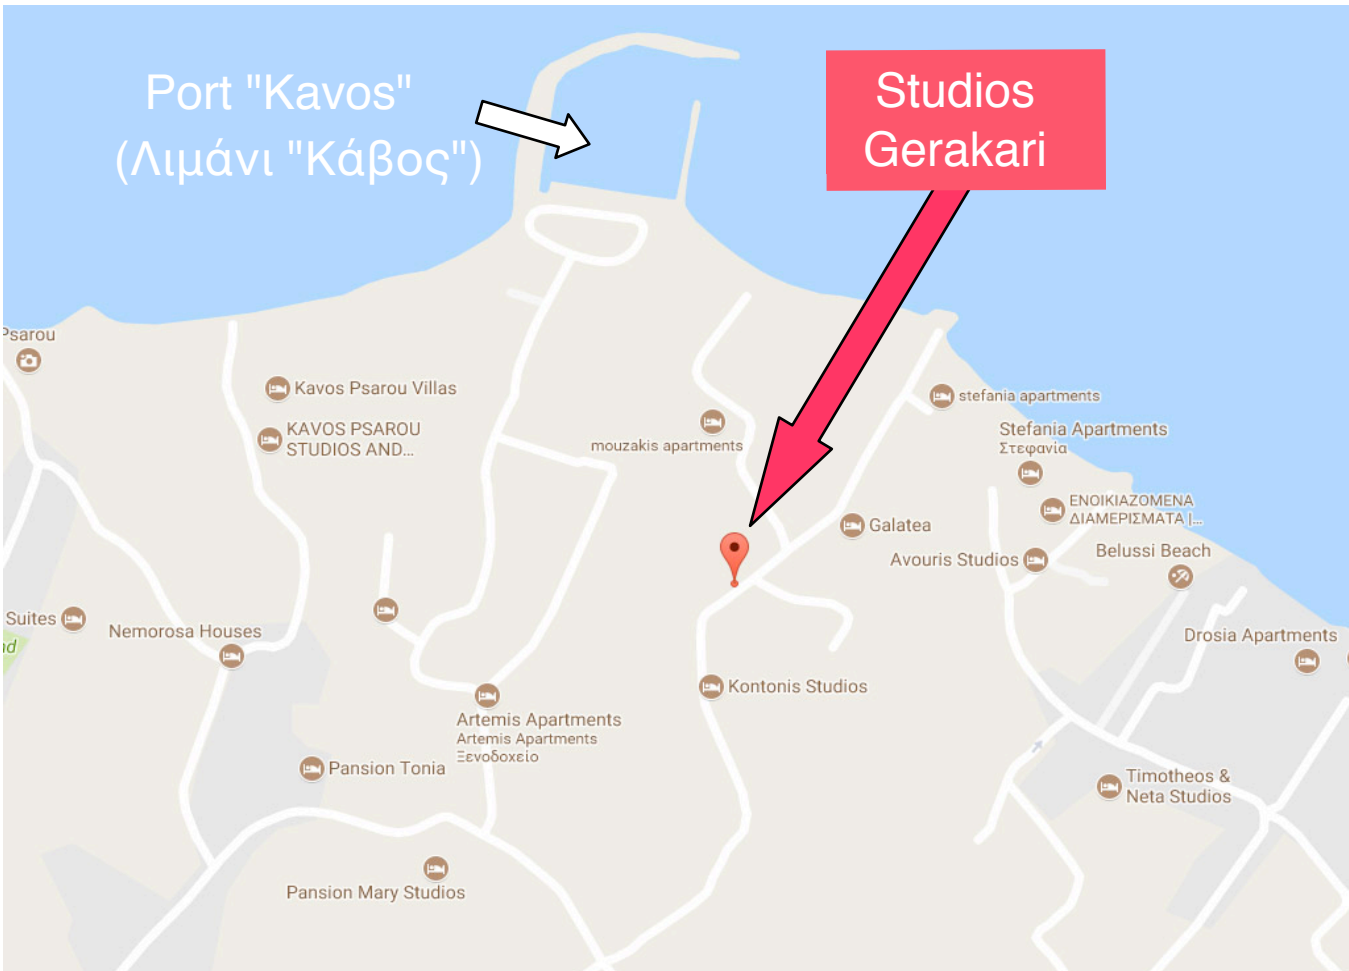 Port "Kavos"
(Λιμάνι "Κάβος")
Studios
Gerakari
Psarou
Kavos Psarou Villas
KAVOS PSAROU
STUDIOS AND...
mouzakis apartments
stefania apartments
Stefania Apartments
Στεφανία
ΕΝΟΙΚΙΑΖΟΜΕΝΑ
ΔΙΑΜΕΡΙΣΜΑΤΑ |...
Galatea
Avouris Studios
Belussi Beach
Suites
Nemorosa Houses
Drosia Apartments
Kontonis Studios
Artemis Apartments
Artemis Apartments
Ξενοδοχείο
Pansion Tonia
Timotheos &
Neta Studios
Pansion Mary Studios